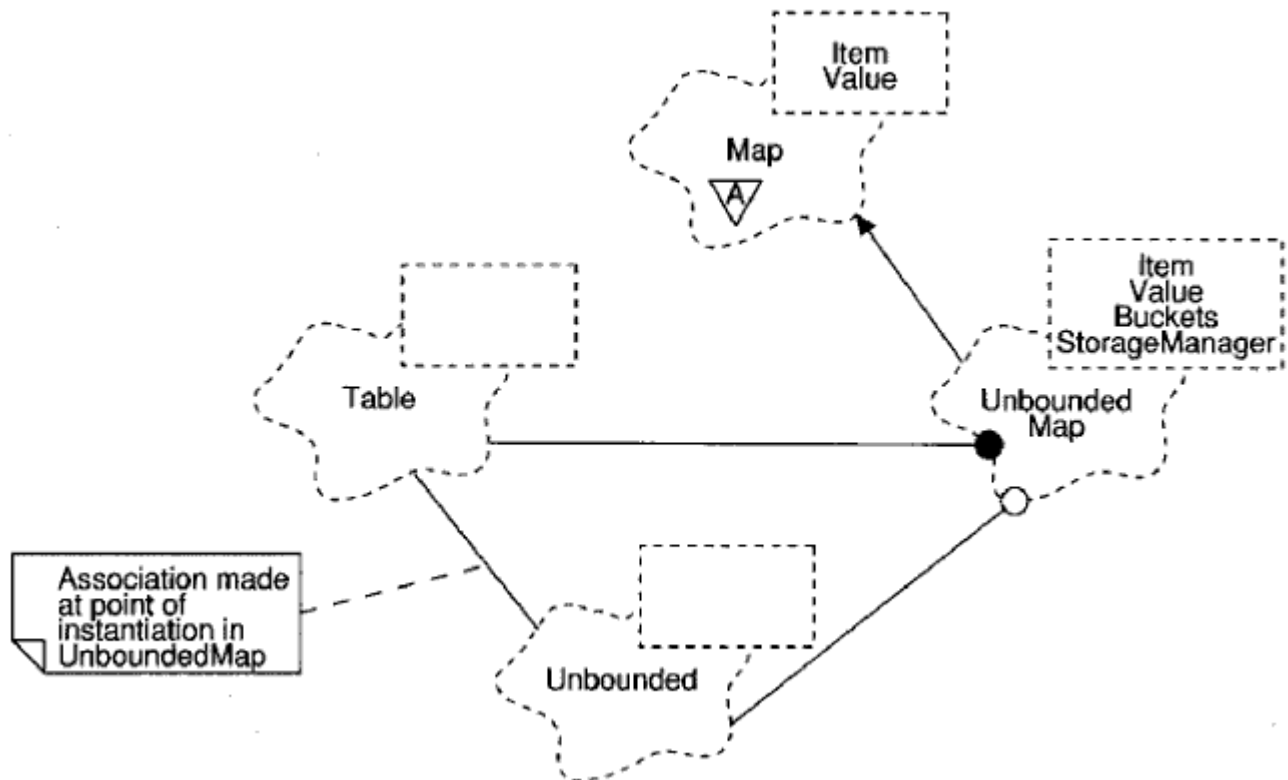 Item
Value
Map
A
Item
Value
Buckets
StorageManager
Unbounded
Map
Table
Association made
at point of
instantiation in
UnboundedMap
Unbounded